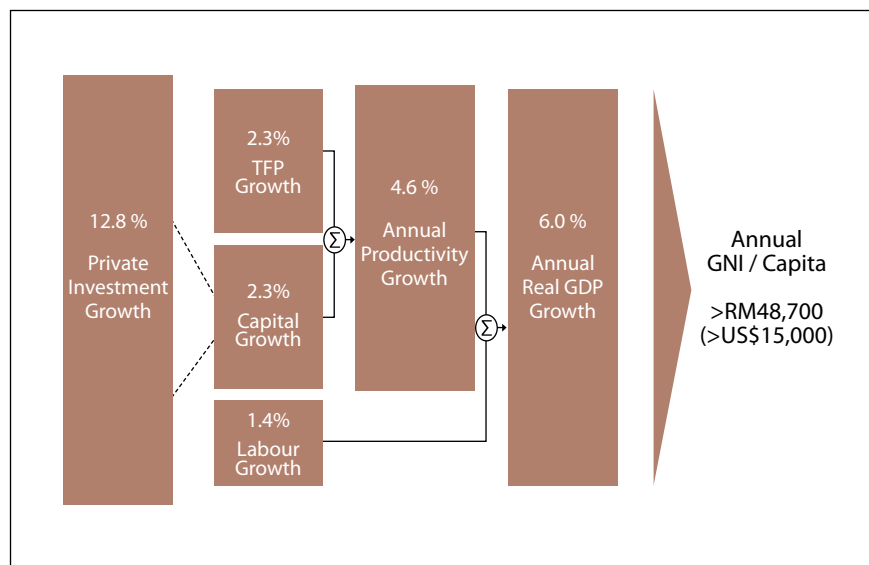 12.8 %
Private
Investment
Growth
2.3%
TFP
Growth
2.3%
Capital
Growth
1.4%
Labour
Growth
Σ
4.6 %
Annual
Productivity
Growth
Σ
6.0 %
Annual
Real GDP
Growth
Annual
GNI / Capita
>RM48,700
(>US$15,000)